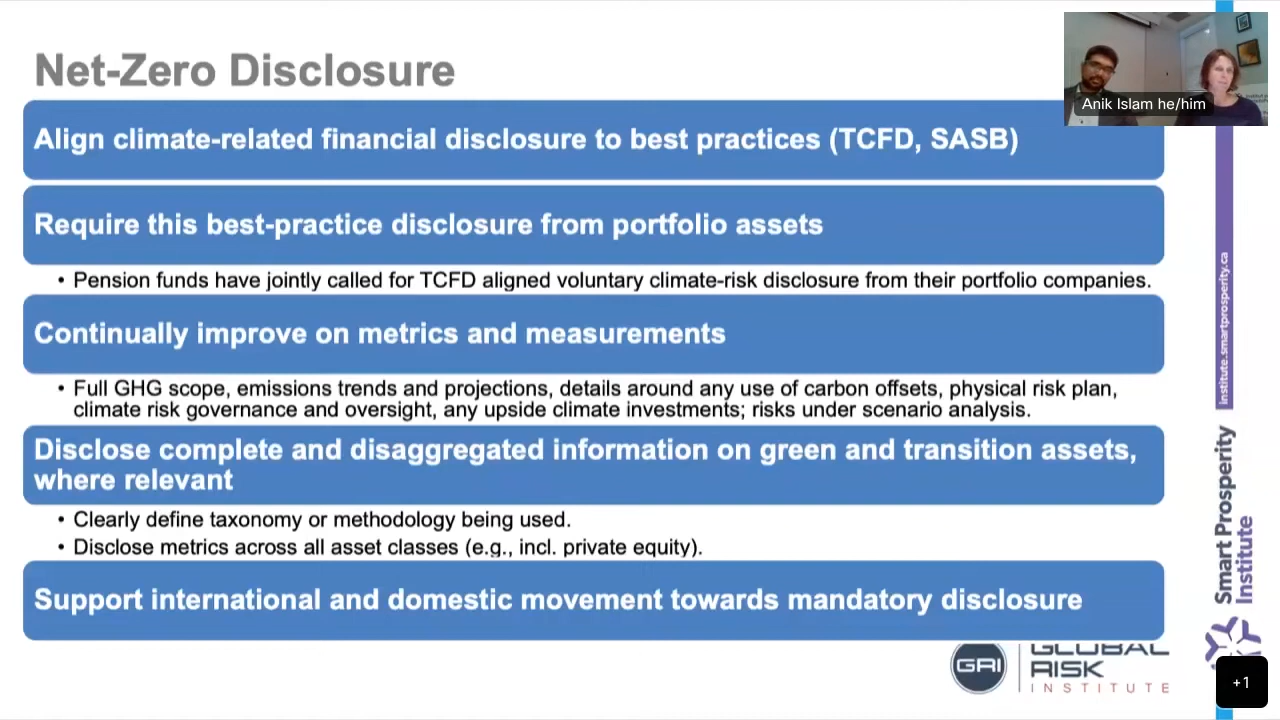 Net-Zero Disclosure
Anik Islam he/him
Align climate-related financial disclosure to best practices (TCFD, SASB)
Require this best-practice disclosure from portfolio assets
• Pension funds have jointly called for TCFD aligned voluntary climate-risk disclosure from their portfolio companies.
Continually improve on metrics and measurements
• Full GHG scope, emissions trends and projections, details around any use of carbon offsets, physical risk plan,
climate risk governance and oversight, any upside climate investments; risks under scenario analysis.
Disclose complete and disaggregated information on green and transition assets,
where relevant
• Clearly define taxonomy or methodology being used.
• Disclose metrics across all asset classes (e.g., incl. private equity).
Support international and domestic movement towards mandatory disclosure
GRI
GLOBAL
RISK
INSTITUTE
institute.smartprosperity.ca
Smart Prosperity
Institute
+1